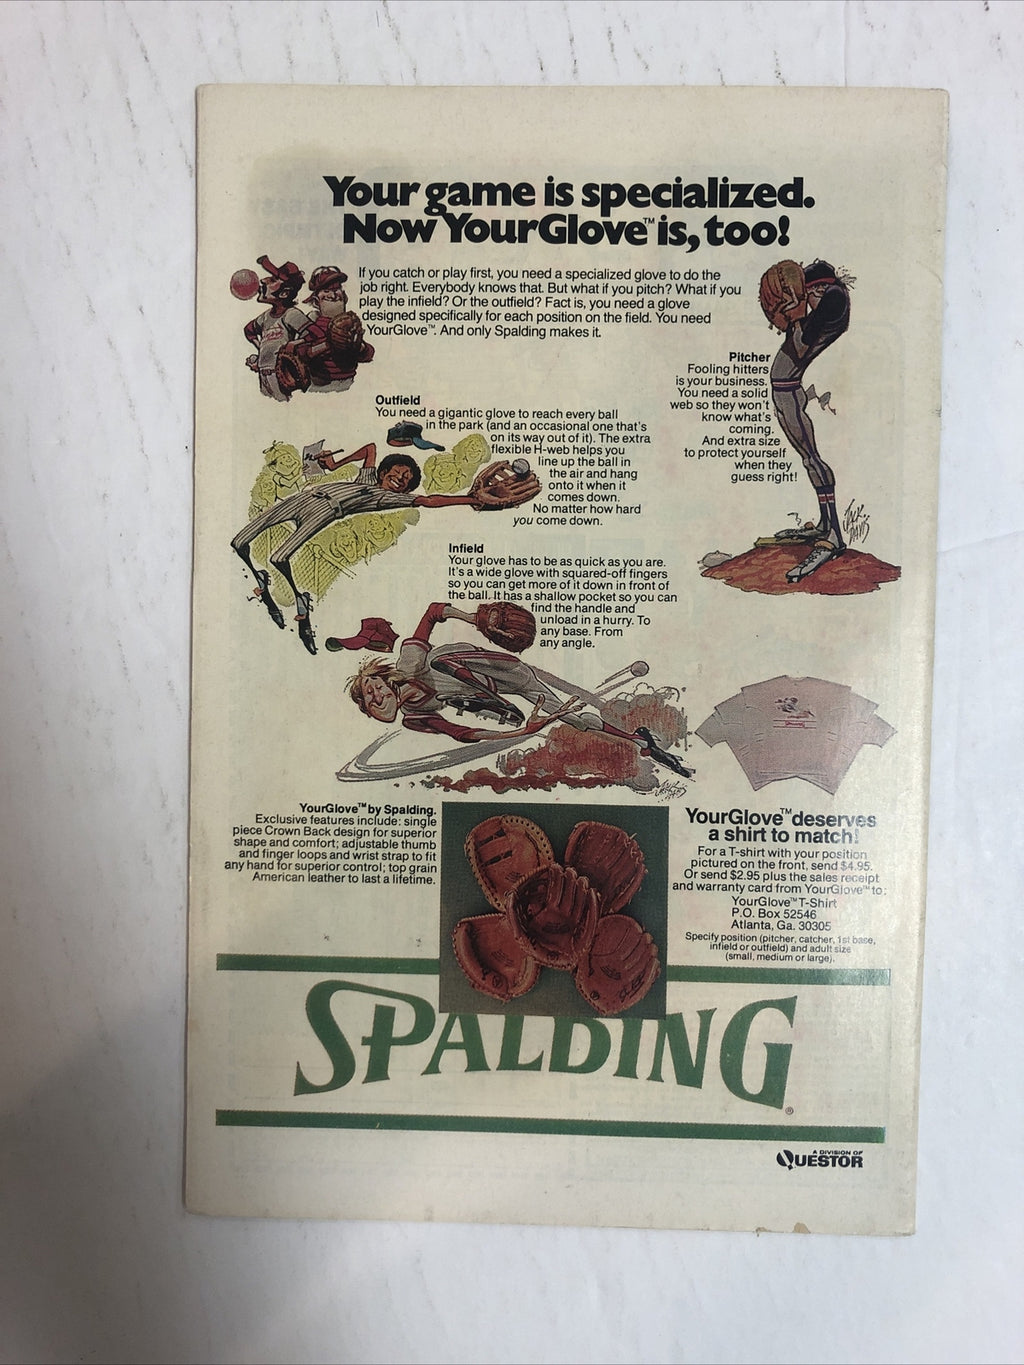 Your game is specialized.
Now YourGlove™ is, too!
If you catch or play first, you need a specialized glove to do the
job right. Everybody knows that. But what if you pitch? What if you
play the infield? Or the outfield? Fact is, you need a glove
designed specifically for each position on the field. You need
YourGlove™. And only Spalding makes it.
Pitcher
Fooling hitters
is your business.
You need a solid
web so they won't
know what's
coming.
And extra size
to protect yourself
when they
guess right!
JACK
DAVIS
Outfield
You need a gigantic glove to reach every ball
in the park (and an occasional one that's
on its way out of it). The extra
flexible H-web helps you
line up the ball in
the air and hang
onto it when it
comes down.
No matter how hard
you come down.
Infield
Your glove has to be as quick as you are.
It's a wide glove with squared-off fingers
so you can get more of it down in front of
the ball. It has a shallow pocket so you can
find the handle and
unload in a hurry. To
any base. From
any angle.
YourGlove™ by Spalding.
Exclusive features include: single
piece Crown Back design for superior
shape and comfort; adjustable thumb
and finger loops and wrist strap to fit
any hand for superior control; top grain
American leather to last a lifetime.
YourGlove™ deserves
a shirt to match!
For a T-shirt with your position
pictured on the front, send $4.95.
Or send $2.95 plus the sales receipt
and warranty card from YourGlove™ to:
YourGlove™ T-Shirt
P.O. Box 52546
Atlanta, Ga. 30305
Specify position (pitcher, catcher, 1st base,
infield or outfield) and adult size
(small, medium or large).
SPALDING®
A DIVISION OF
QUESTOR